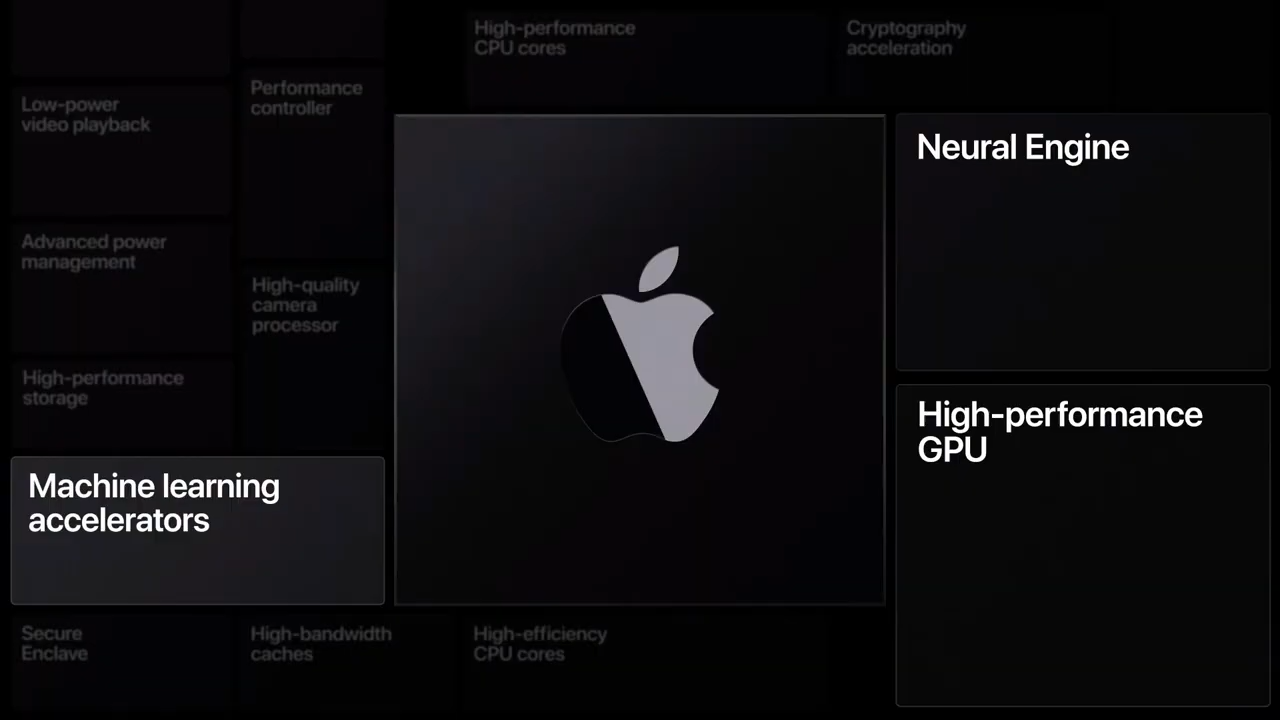 High-performance
CPU cores
Cryptography
acceleration
Low-power
video playback
Performance
controller
Neural Engine
Advanced power
management
High-quality
camera
processor
High-performance
storage
High-performance
GPU
Machine learning
accelerators
Secure
Enclave
High-bandwidth
caches
High-efficiency
CPU cores